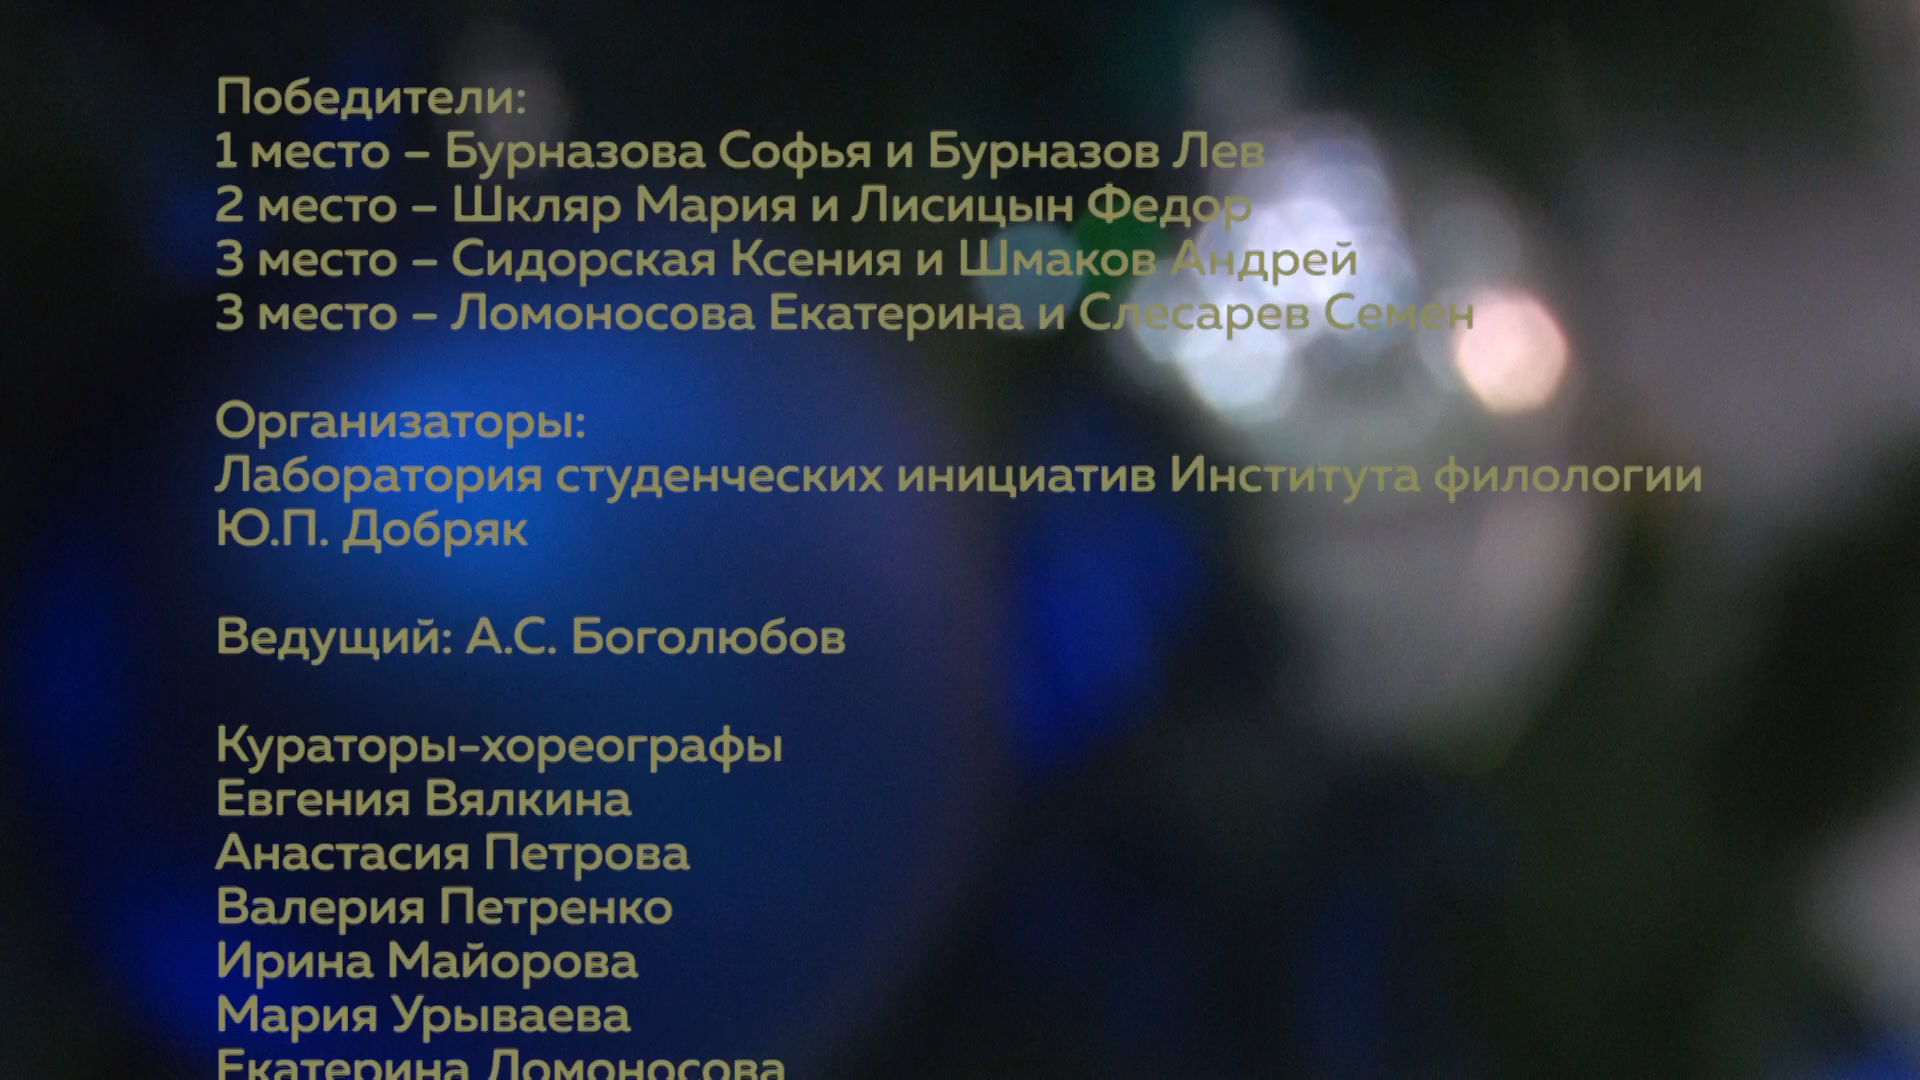 Победители:
1 место – Бурназова Софья и Бурназов Лев
2 место – Шкляр Мария и Лисицын Федор
3 место – Сидорская Ксения и Шмаков Андрей
3 место – Ломоносова Екатерина и Слесарев Семен
Организаторы:
Лаборатория студенческих инициатив Института филологии
Ю.П. Добряк
Ведущий: А.С. Боголюбов
Кураторы-хореографы
Евгения Вялкина
Анастасия Петрова
Валерия Петренко
Ирина Майорова
Мария Урываева
Екатерина Ломоносова